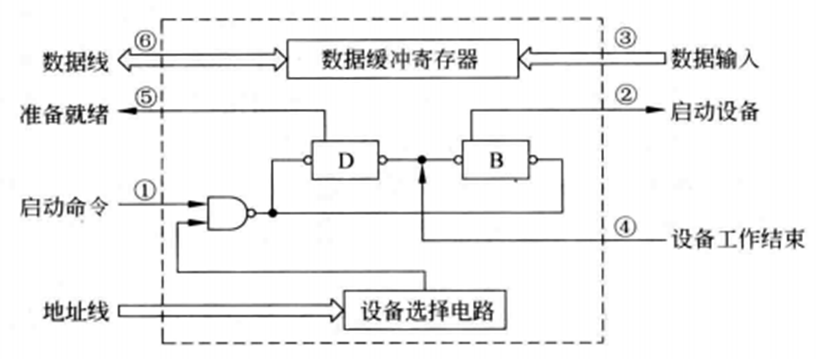 数据线 ⑥ 数据缓冲寄存器 ③ 数据输入
准备就绪 ⑤ ② 启动设备
D B
启动命令 ①
④ 设备工作结束
地址线 设备选择电路